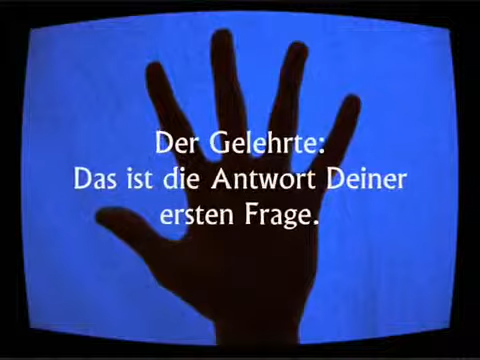 Der Gelehrte:
Das ist die Antwort Deiner
ersten Frage.